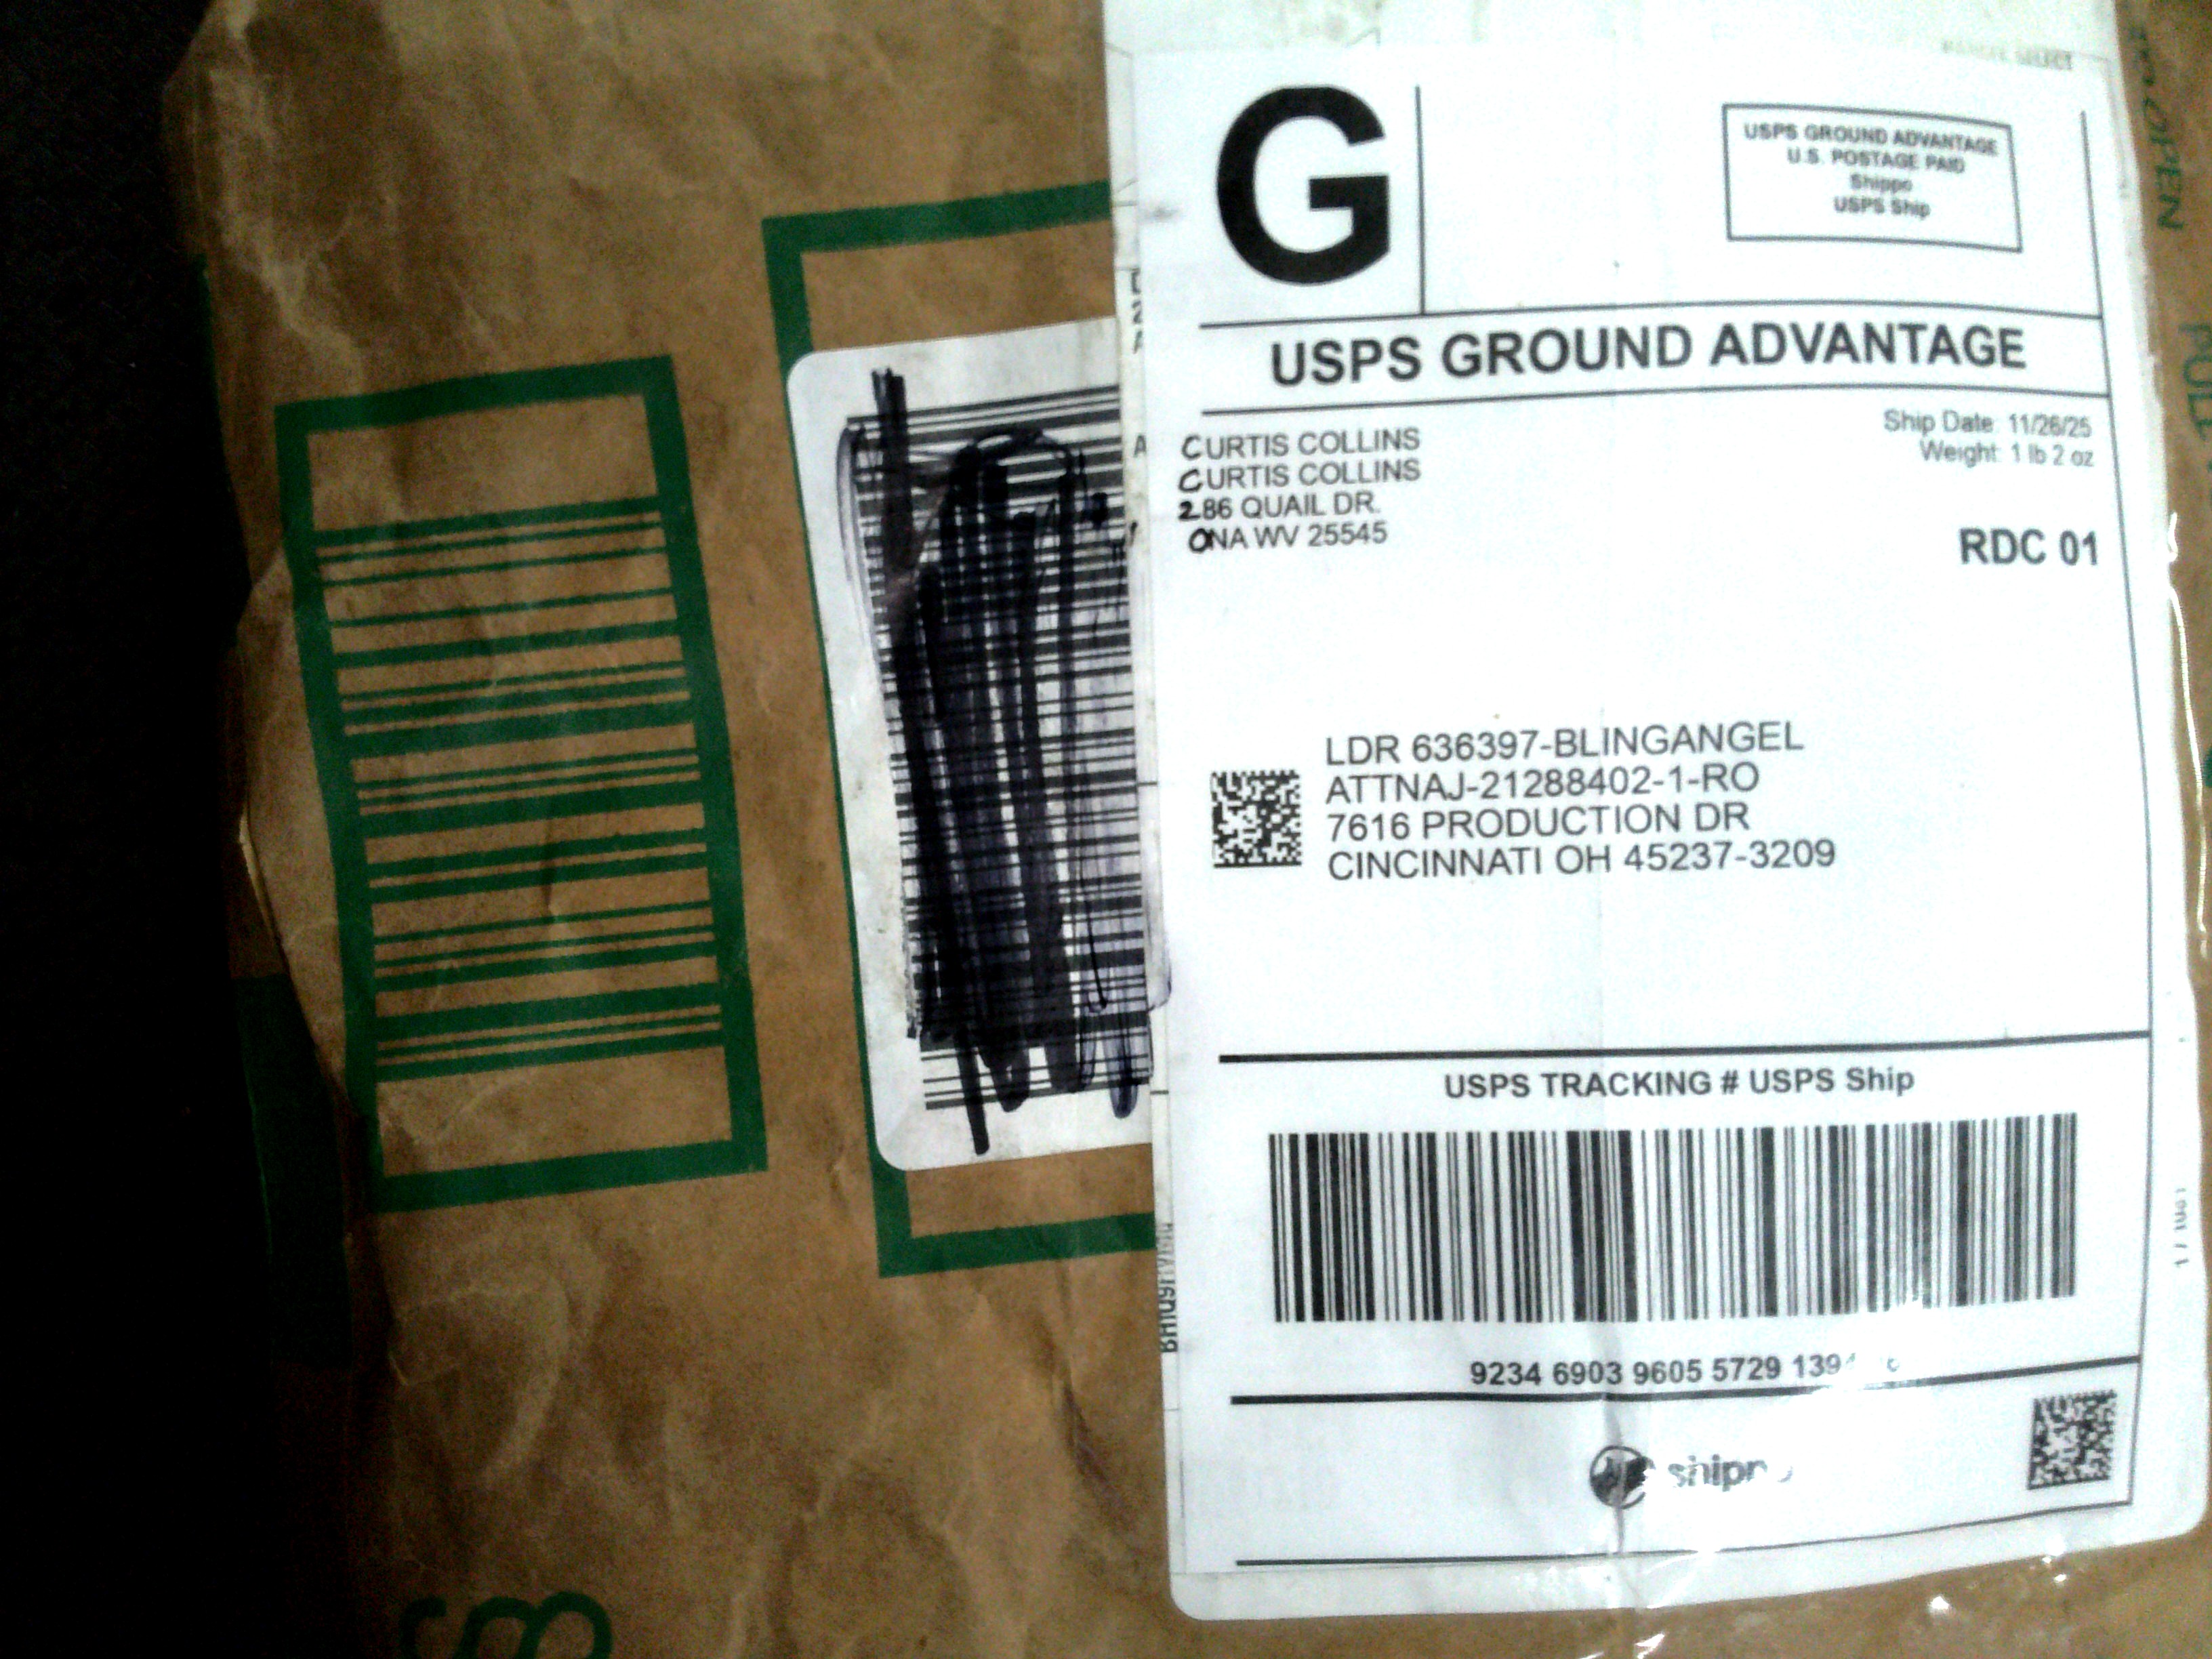 G
USPS GROUND ADVANTAGE
U.S. POSTAGE PAID
Shippo
USPS Ship
USPS GROUND ADVANTAGE
CURTIS COLLINS
CURTIS COLLINS
286 QUAIL DR.
ONA WV 25545
Ship Date: 11/26/25
Weight: 1 lb 2 oz
RDC 01
LDR 636397-BLINGANGEL
ATTNAJ-21288402-1-RO
7616 PRODUCTION DR
CINCINNATI OH 45237-3209
USPS TRACKING # USPS Ship
9234 6903 9605 5729 139
shippo
OPEN